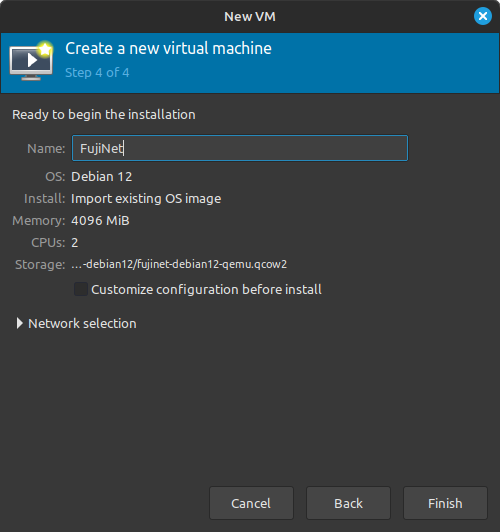 New VM
Create a new virtual machine
Step 4 of 4
Ready to begin the installation
Name: FujiNet
OS: Debian 12
Install: Import existing OS image
Memory: 4096 MiB
CPUs: 2
Storage: …-debian12/fujinet-debian12-qemu.qcow2
Customize configuration before install
Network selection
Cancel Back Finish